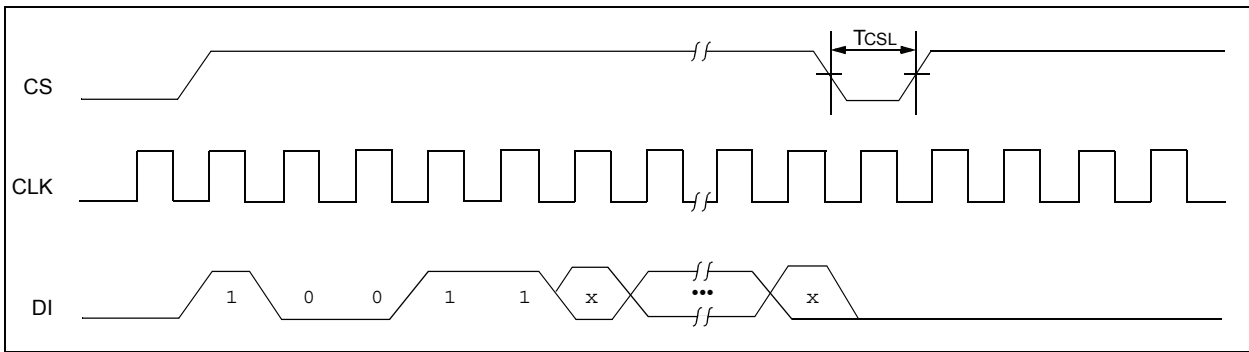 TCSL
CS
CLK
DI
1 0 0 1 1 x ••• x